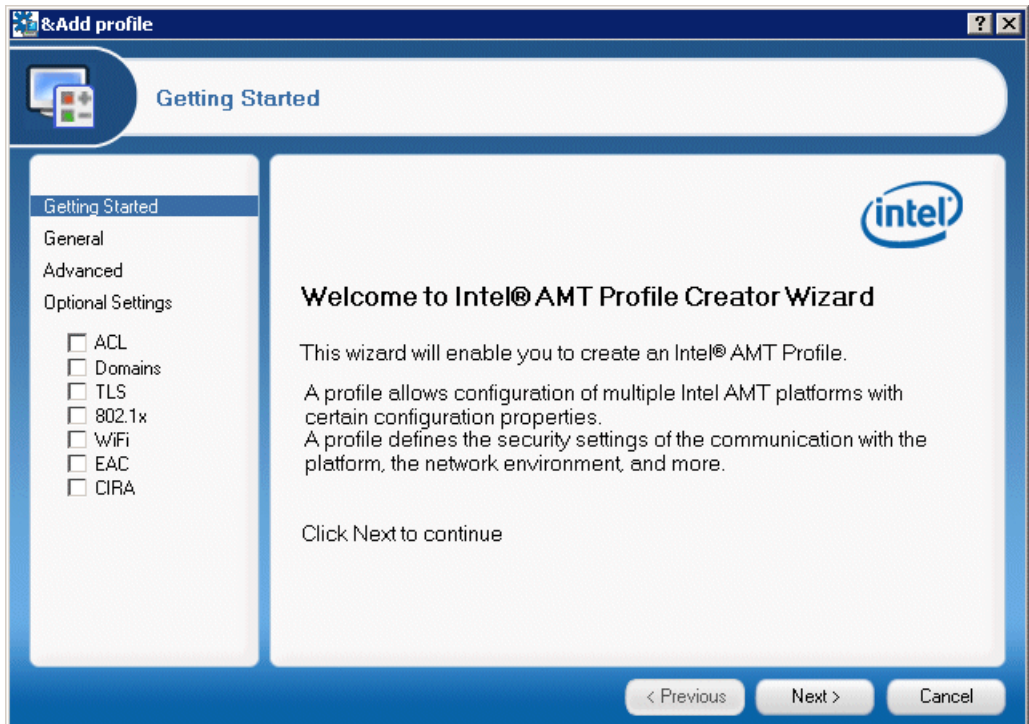 &Add profile
Getting Started
Getting Started
General
Advanced
Optional Settings
ACL
Domains
TLS
802.1x
WiFi
EAC
CIRA
intel
Welcome to Intel® AMT Profile Creator Wizard
This wizard will enable you to create an Intel® AMT Profile.
A profile allows configuration of multiple Intel AMT platforms with
certain configuration properties.
A profile defines the security settings of the communication with the
platform, the network environment, and more.
Click Next to continue
< Previous
Next >
Cancel